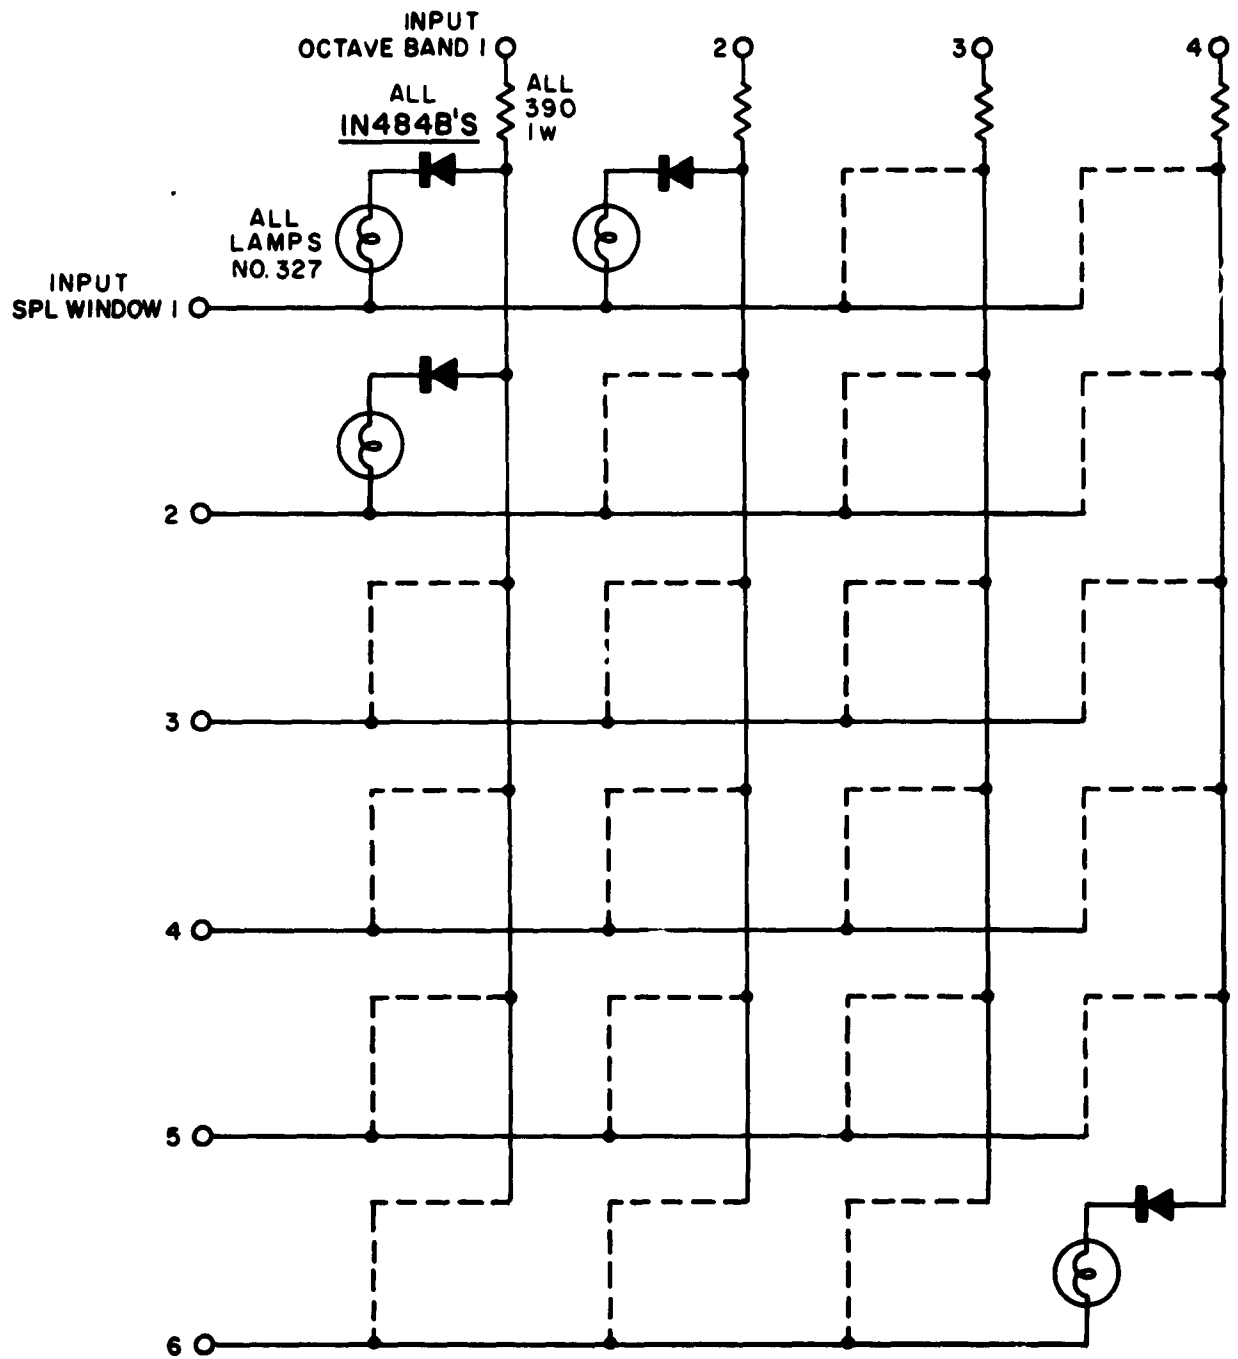 INPUT
OCTAVE BAND 1
2
3
4
ALL
IN484B'S
ALL
390
1W
ALL
LAMPS
NO. 327
INPUT
SPL WINDOW 1
2
3
4
5
6